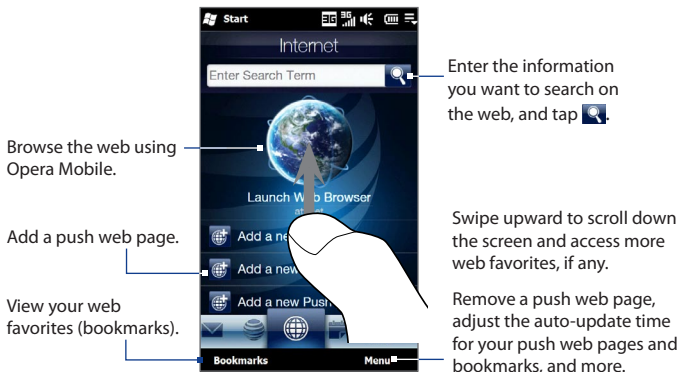 Start
3G 3G
Internet
Enter Search Term
Enter the information
you want to search on
the web, and tap
Browse the web using
Opera Mobile.
Launch Web Browser
Add a push web page.
Add a ne
Add a new
Add a new Push
Swipe upward to scroll down
the screen and access more
web favorites, if any.
View your web
favorites (bookmarks).
Bookmarks
Menu
Remove a push web page,
adjust the auto-update time
for your push web pages and
bookmarks, and more.